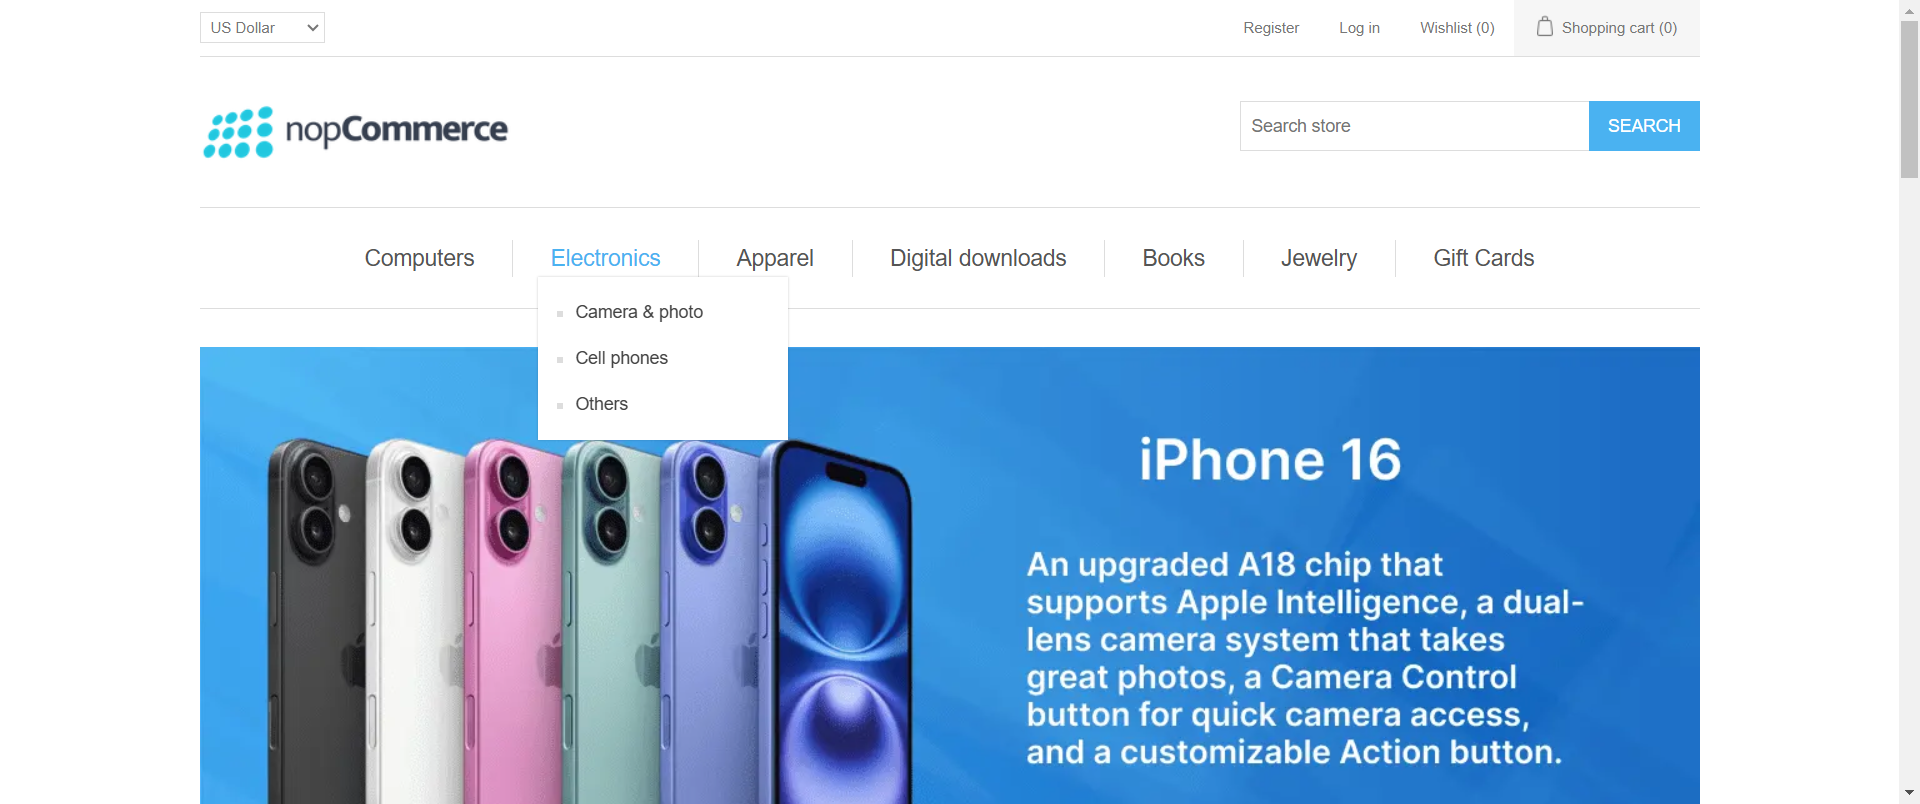 US Dollar
Register
Log in
Wishlist (0)
Shopping cart (0)
nopCommerce
Search store
SEARCH
Computers
Electronics
Apparel
Digital downloads
Books
Jewelry
Gift Cards
Camera & photo
Cell phones
Others
iPhone 16
An upgraded A18 chip that
supports Apple Intelligence, a dual-
lens camera system that takes
great photos, a Camera Control
button for quick camera access,
and a customizable Action button.